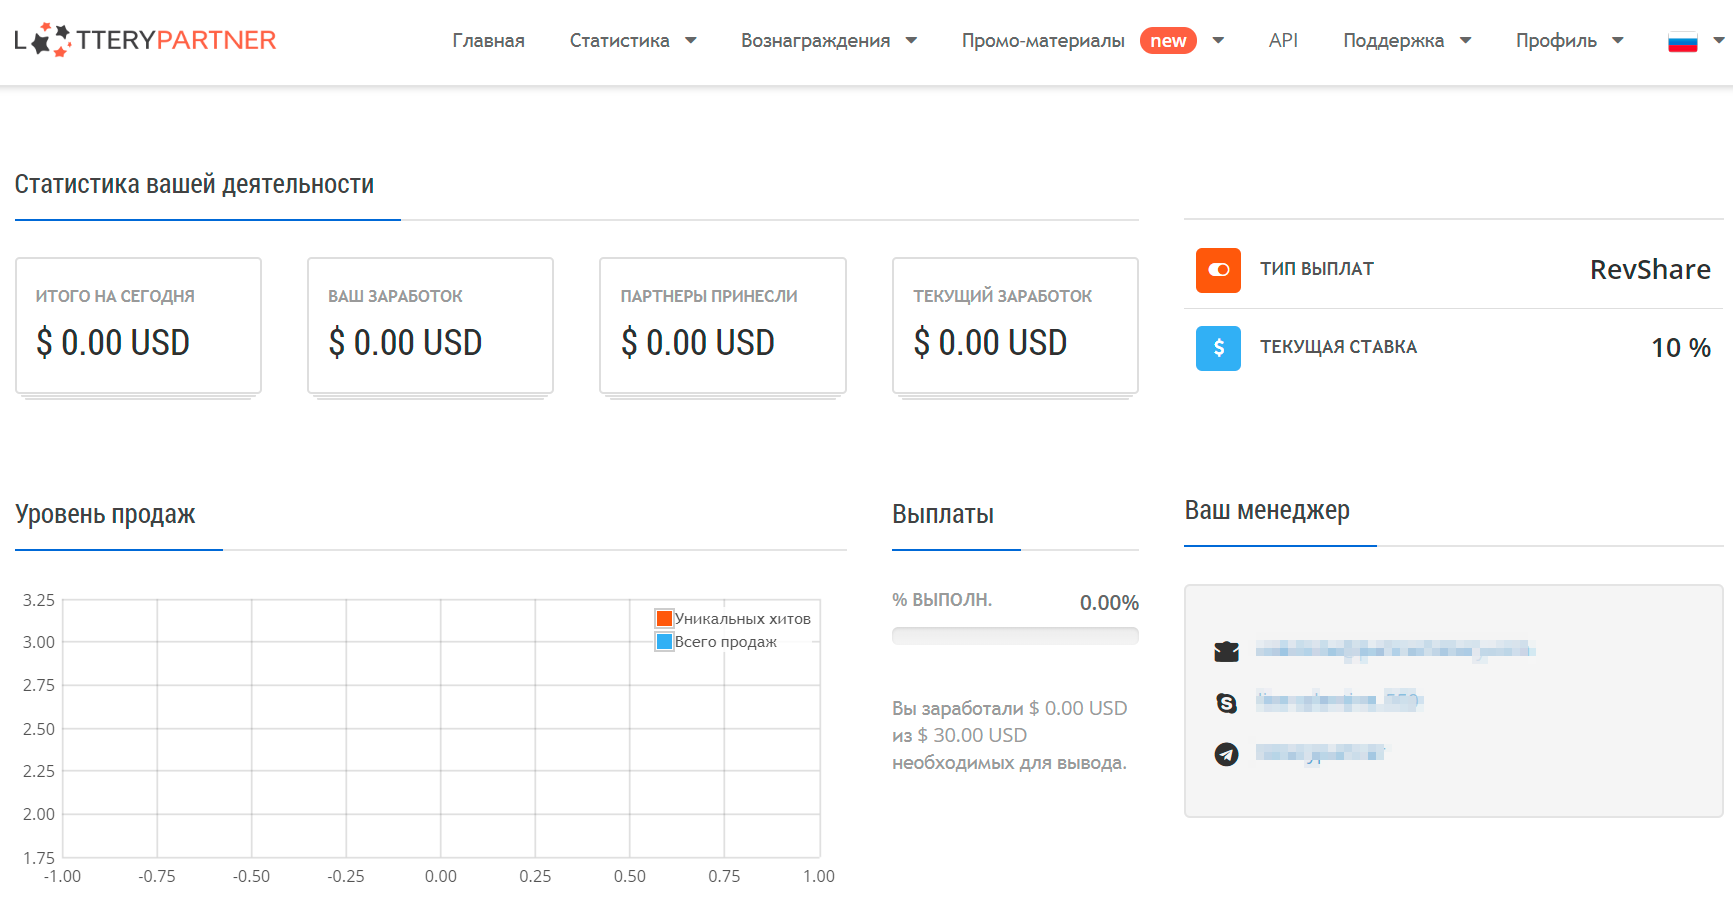 LOTTERYPARTNER
Главная Статистика Вознаграждения Промо-материалы new API Поддержка Профиль
Статистика вашей деятельности
ИТОГО НА СЕГОДНЯ
$ 0.00 USD
ВАШ ЗАРАБОТОК
$ 0.00 USD
ПАРТНЕРЫ ПРИНЕСЛИ
$ 0.00 USD
ТЕКУЩИЙ ЗАРАБОТОК
$ 0.00 USD
ТИП ВЫПЛАТ RevShare
$ ТЕКУЩАЯ СТАВКА 10 %
Уровень продаж
3.25
3.00
2.75
2.50
2.25
2.00
1.75
-1.00 -0.75 -0.50 -0.25 0.00 0.25 0.50 0.75 1.00
Уникальных хитов
Всего продаж
Выплаты
% ВЫПОЛН. 0.00%
Вы заработали $ 0.00 USD
из $ 30.00 USD
необходимых для вывода.
Ваш менеджер